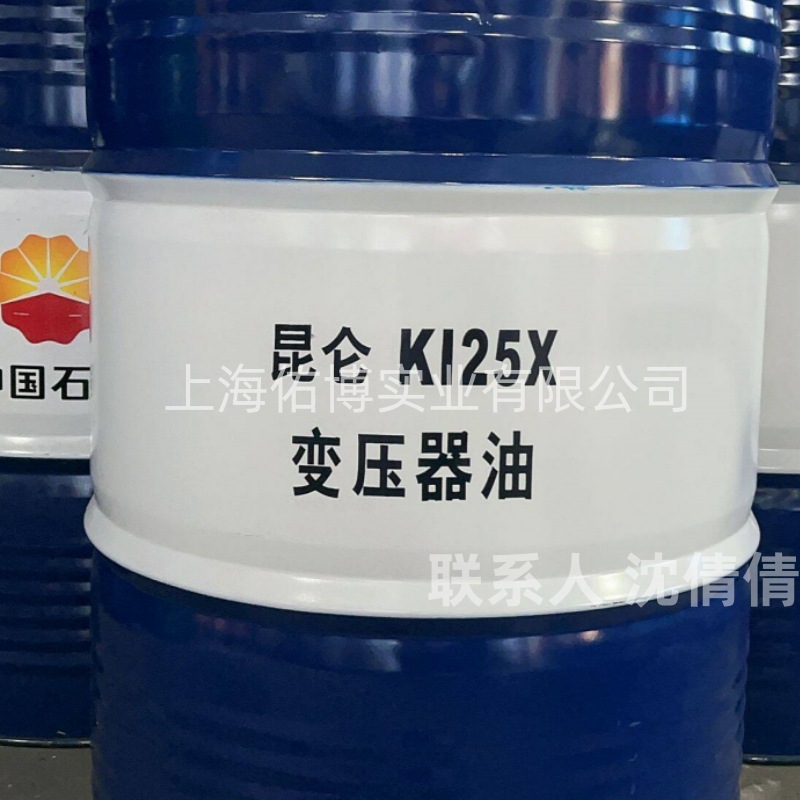 昆仑 KI25X
上海佑博实业有限公司
变压器油
中国石
联系人 沈倩倩